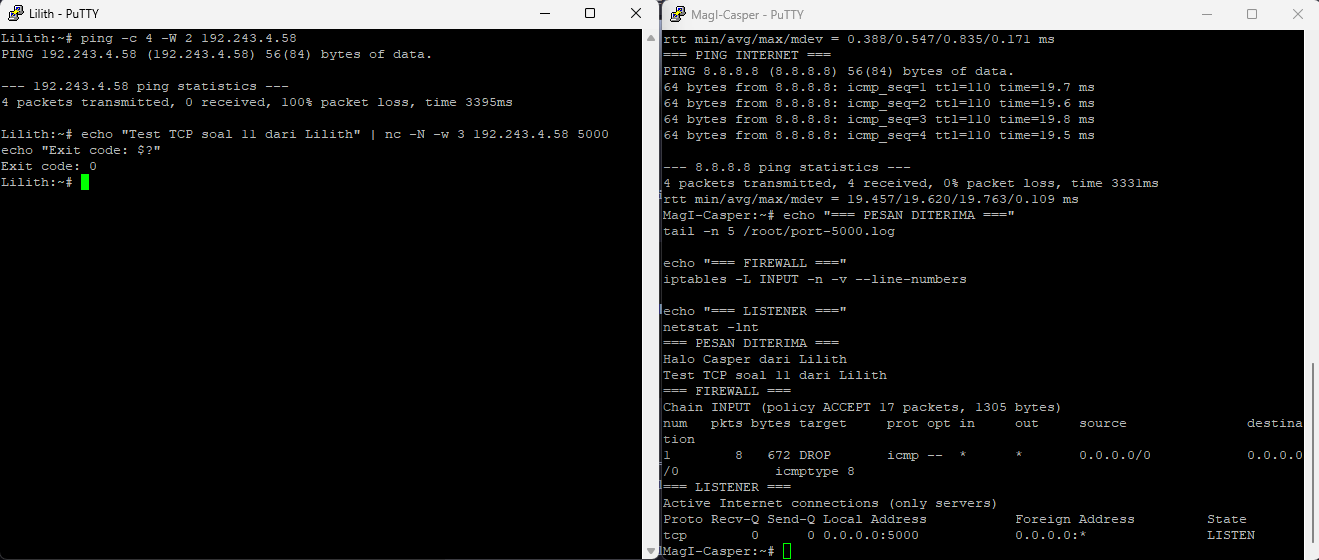 Lilith - PuTTY
Lilith:~# ping -c 4 -W 2 192.243.4.58
PING 192.243.4.58 (192.243.4.58) 56(84) bytes of data.
--- 192.243.4.58 ping statistics ---
4 packets transmitted, 0 received, 100% packet loss, time 3395ms
Lilith:~# echo "Test TCP soal 11 dari Lilith" | nc -N -w 3 192.243.4.58 5000
echo "Exit code: $?"
Exit code: 0
Lilith:~#
MagI-Casper - PuTTY
rtt min/avg/max/mdev = 0.388/0.547/0.835/0.171 ms
=== PING INTERNET ===
PING 8.8.8.8 (8.8.8.8) 56(84) bytes of data.
64 bytes from 8.8.8.8: icmp_seq=1 ttl=110 time=19.7 ms
64 bytes from 8.8.8.8: icmp_seq=2 ttl=110 time=19.6 ms
64 bytes from 8.8.8.8: icmp_seq=3 ttl=110 time=19.8 ms
64 bytes from 8.8.8.8: icmp_seq=4 ttl=110 time=19.5 ms
--- 8.8.8.8 ping statistics ---
4 packets transmitted, 4 received, 0% packet loss, time 3331ms
rtt min/avg/max/mdev = 19.457/19.620/19.763/0.109 ms
MagI-Casper:~# echo "=== PESAN DITERIMA ==="
tail -n 5 /root/port-5000.log
echo "=== FIREWALL ==="
iptables -L INPUT -n -v --line-numbers
echo "=== LISTENER ==="
netstat -lnt
=== PESAN DITERIMA ===
Halo Casper dari Lilith
Test TCP soal 11 dari Lilith
=== FIREWALL ===
Chain INPUT (policy ACCEPT 17 packets, 1305 bytes)
num   pkts bytes target     prot opt in     out     source               destina
tion
1        8   672 DROP       icmp --  *      *       0.0.0.0/0            0.0.0.0
/0            icmptype 8
=== LISTENER ===
Active Internet connections (only servers)
Proto Recv-Q Send-Q Local Address           Foreign Address         State
tcp        0      0 0.0.0.0:5000            0.0.0.0:*               LISTEN
MagI-Casper:~#